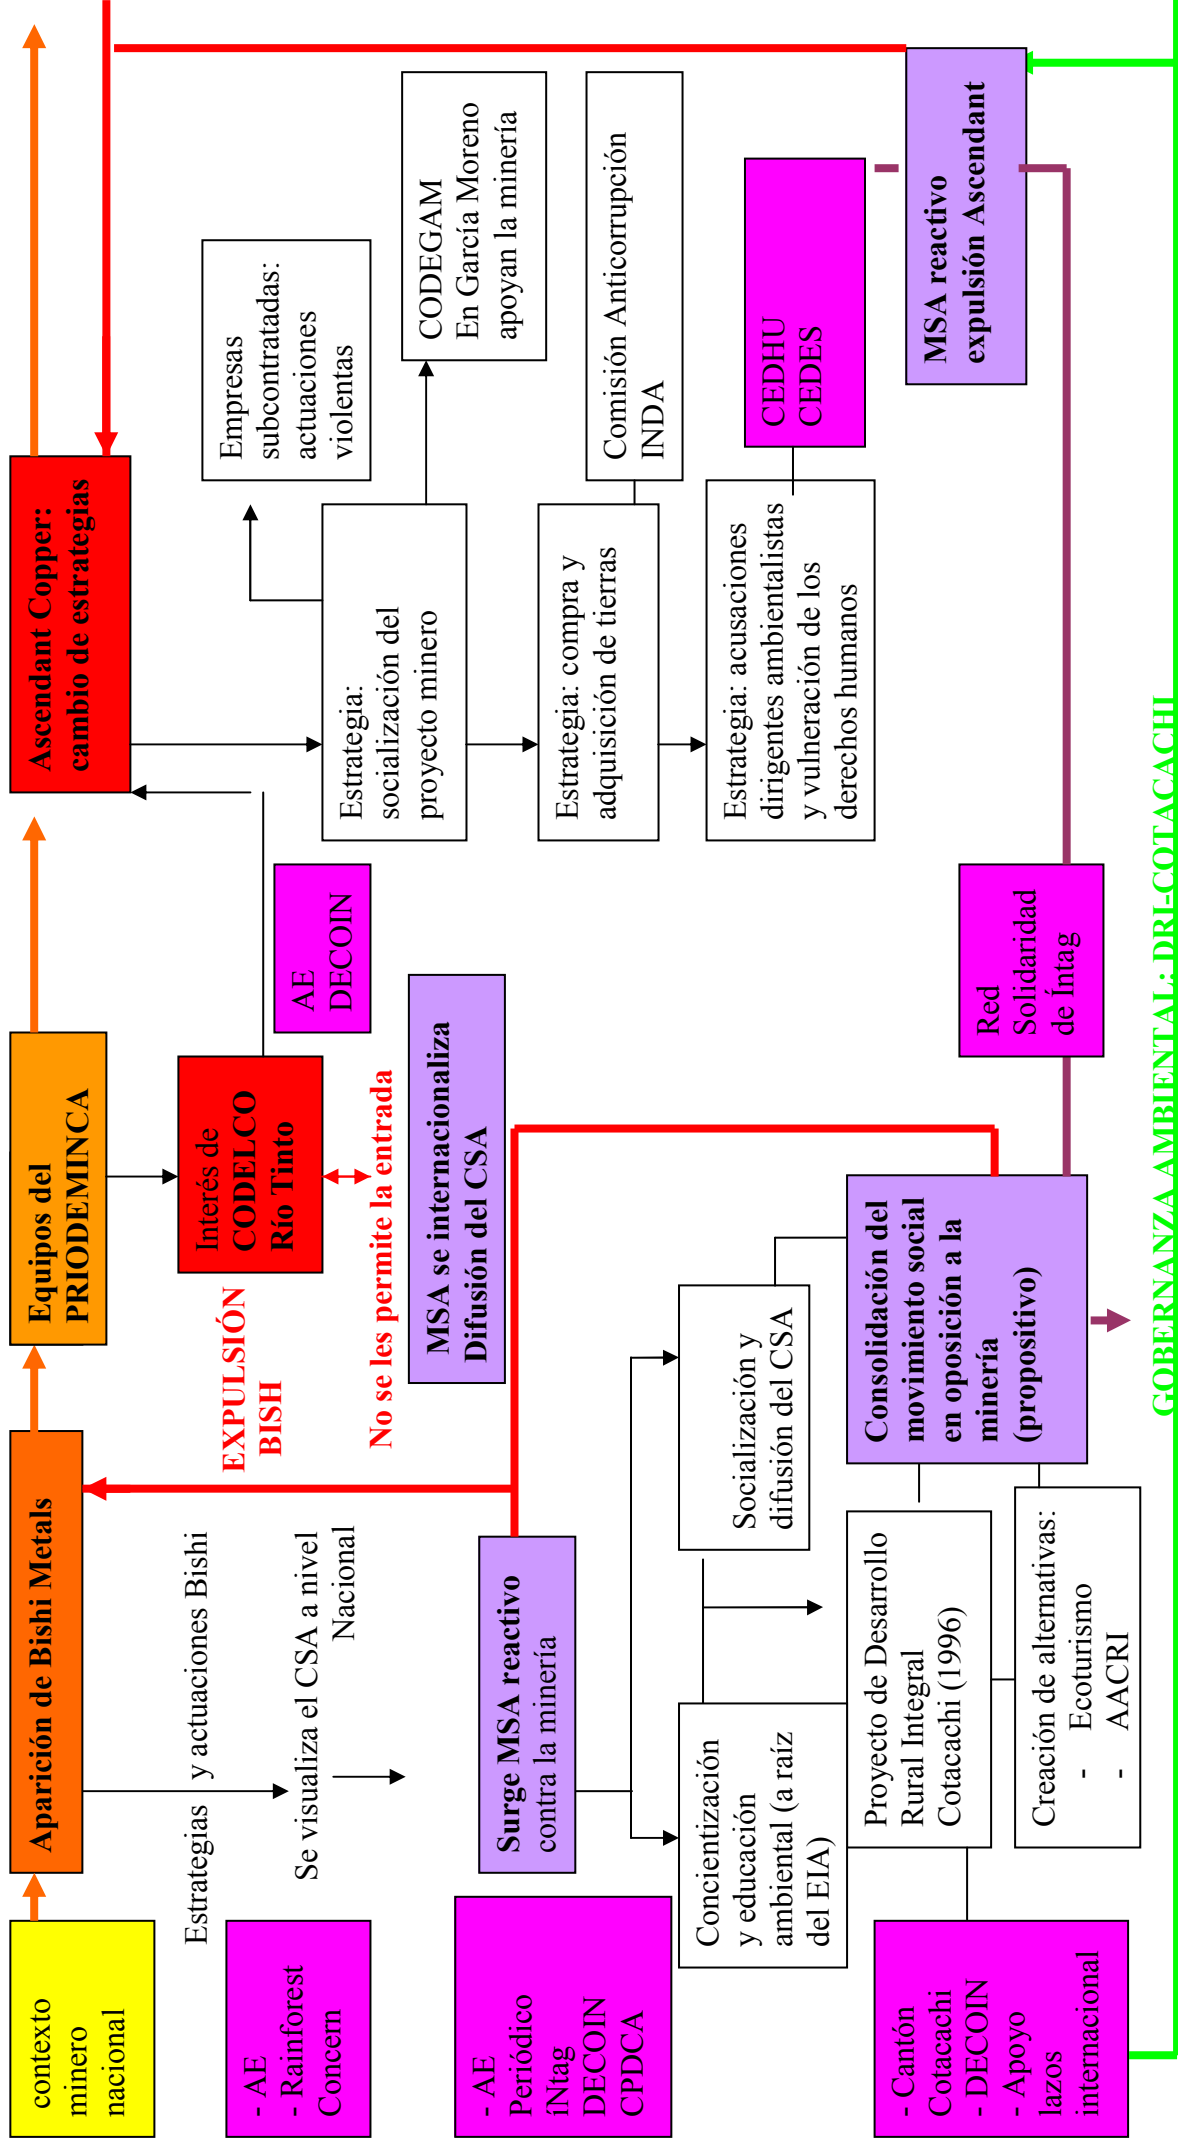 contexto
minero
nacional
Aparición de Bishi Metals
Equipos del
PRIODEMINCA
Ascendant Copper:
cambio de estrategias
Estrategias y actuaciones Bishi
Se visualiza el CSA a nivel
Nacional
- AE
- Rainforest
Concern
EXPULSIÓN
BISH
Interés de
CODELCO
Río Tinto
No se les permite la entrada
AE
DECOIN
MSA se internacionaliza
Difusión del CSA
Empresas
subcontratadas:
actuaciones
violentas
Estrategia:
socialización del
proyecto minero
CODEGAM
En García Moreno
apoyan la minería
Estrategia: compra y
adquisición de tierras
Comisión Anticorrupción
INDA
Estrategia: acusaciones
dirigentes ambientalistas
y vulneración de los
derechos humanos
CEDHU
CEDES
MSA reactivo
expulsión Ascendant
- AE
Periódico
iNtag
DECOIN
CPDCA
Surge MSA reactivo
contra la minería
Concientización
y educación
ambiental (a raíz
del EIA)
Socialización y
difusión del CSA
Proyecto de Desarrollo
Rural Integral
Cotacachi (1996)
Consolidación del
movimiento social
en oposición a la
minería
(propositivo)
Red
Solidaridad
de Íntag
- Cantón
Cotacachi
- DECOIN
- Apoyo
lazos
internacional
Creación de alternativas:
- Ecoturismo
- AACRI
GOBERNANZA AMBIENTAL: DRI-COTACACHI